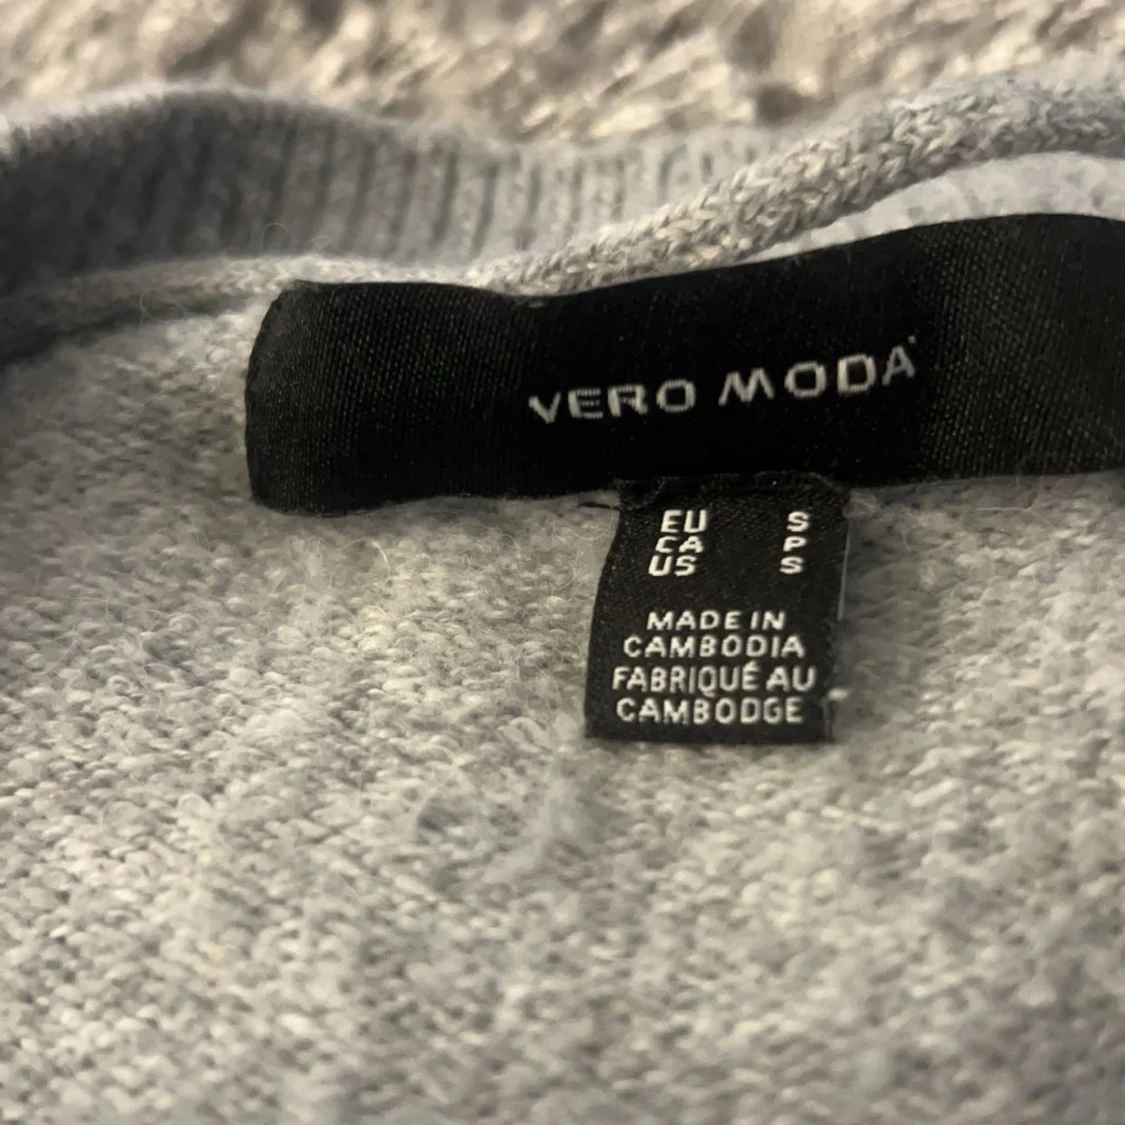 VERO MODA
EU S
CA P
US S
MADE IN
CAMBODIA
FABRIQUÉ AU
CAMBODGE